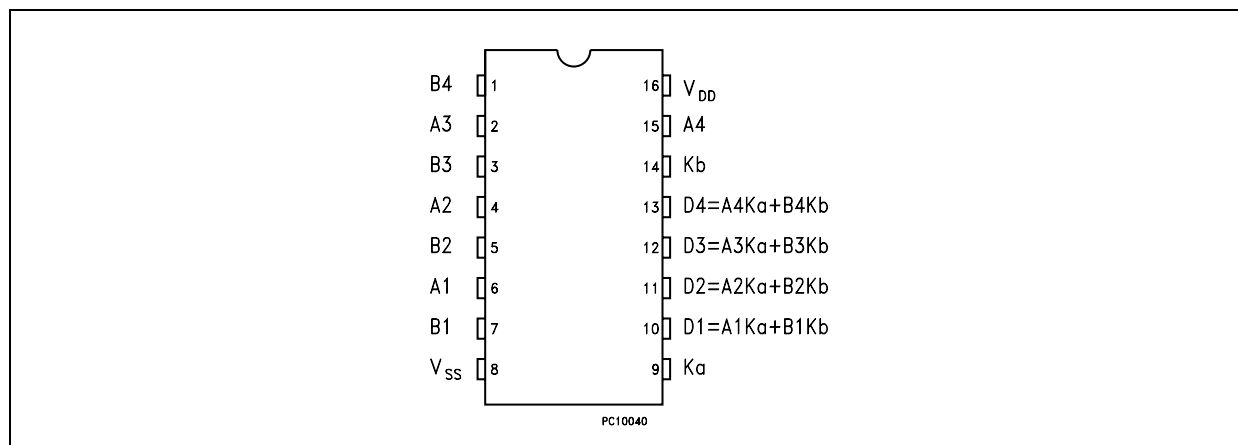 B4 1 16 V_DD
A3 2 15 A4
B3 3 14 Kb
A2 4 13 D4=A4Ka+B4Kb
B2 5 12 D3=A3Ka+B3Kb
A1 6 11 D2=A2Ka+B2Kb
B1 7 10 D1=A1Ka+B1Kb
V_SS 8 9 Ka
PC10040